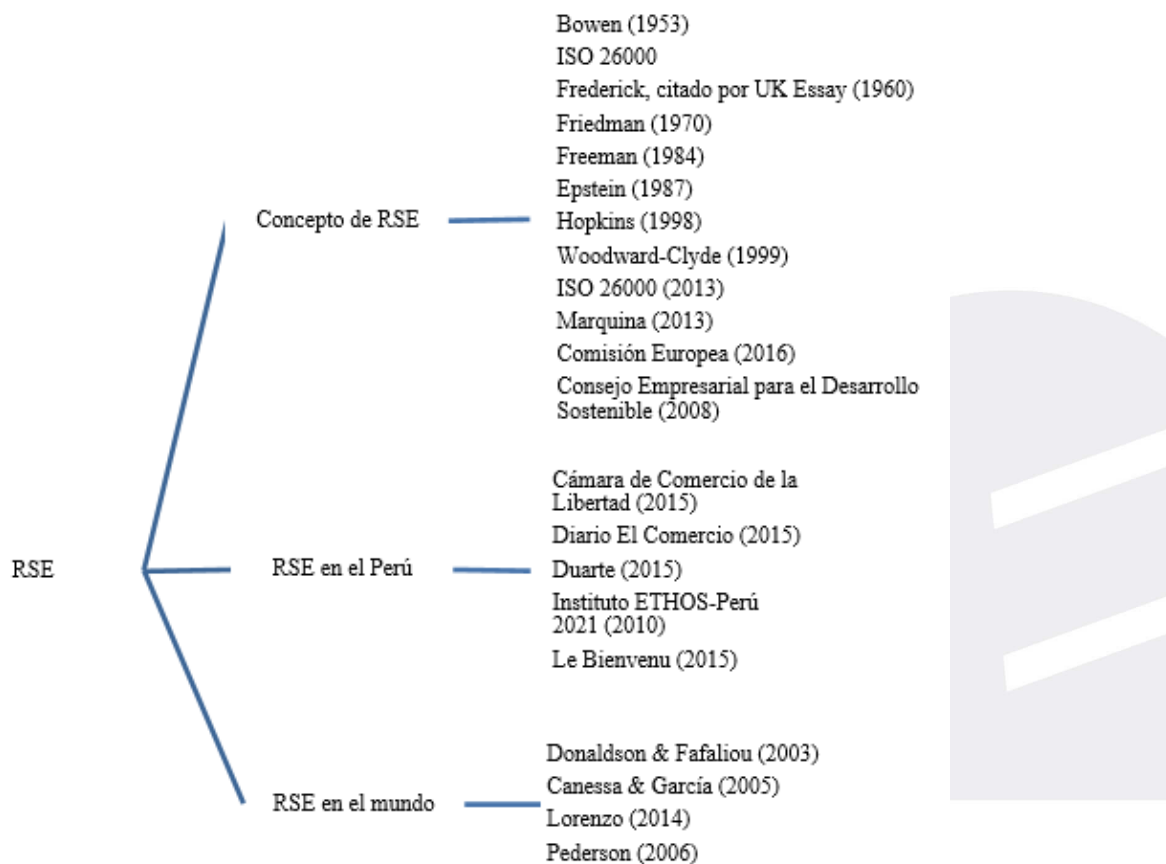 RSE
Concepto de RSE
Bowen (1953)
ISO 26000
Frederick, citado por UK Essay (1960)
Friedman (1970)
Freeman (1984)
Epstein (1987)
Hopkins (1998)
Woodward-Clyde (1999)
ISO 26000 (2013)
Marquina (2013)
Comisión Europea (2016)
Consejo Empresarial para el Desarrollo
Sostenible (2008)
RSE en el Perú
Cámara de Comercio de la
Libertad (2015)
Diario El Comercio (2015)
Duarte (2015)
Instituto ETHOS-Perú
2021 (2010)
Le Bienvenu (2015)
RSE en el mundo
Donaldson & Fafaliou (2003)
Canessa & García (2005)
Lorenzo (2014)
Pederson (2006)